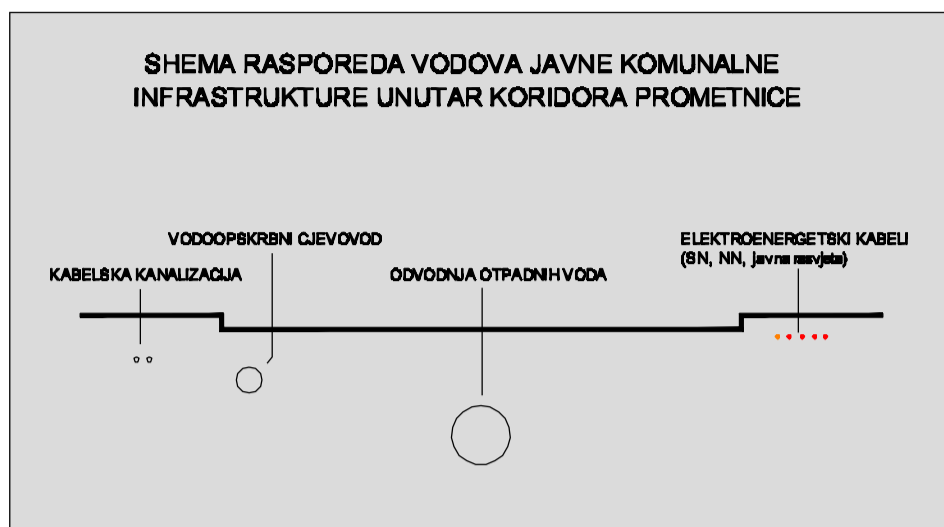 SHEMA RASPOREDA VODOVA JAVNE KOMUNALNE
INFRASTRUKTURE UNUTAR KORIDORA PROMETNICE
VODOOPSKRBNI CJEVOVOD
KABELSKA KANALIZACIJA
ODVODNJA OTPADNIH VODA
ELEKTROENERGETSKI KABELI
(SN, NN, javna rasvjeta)